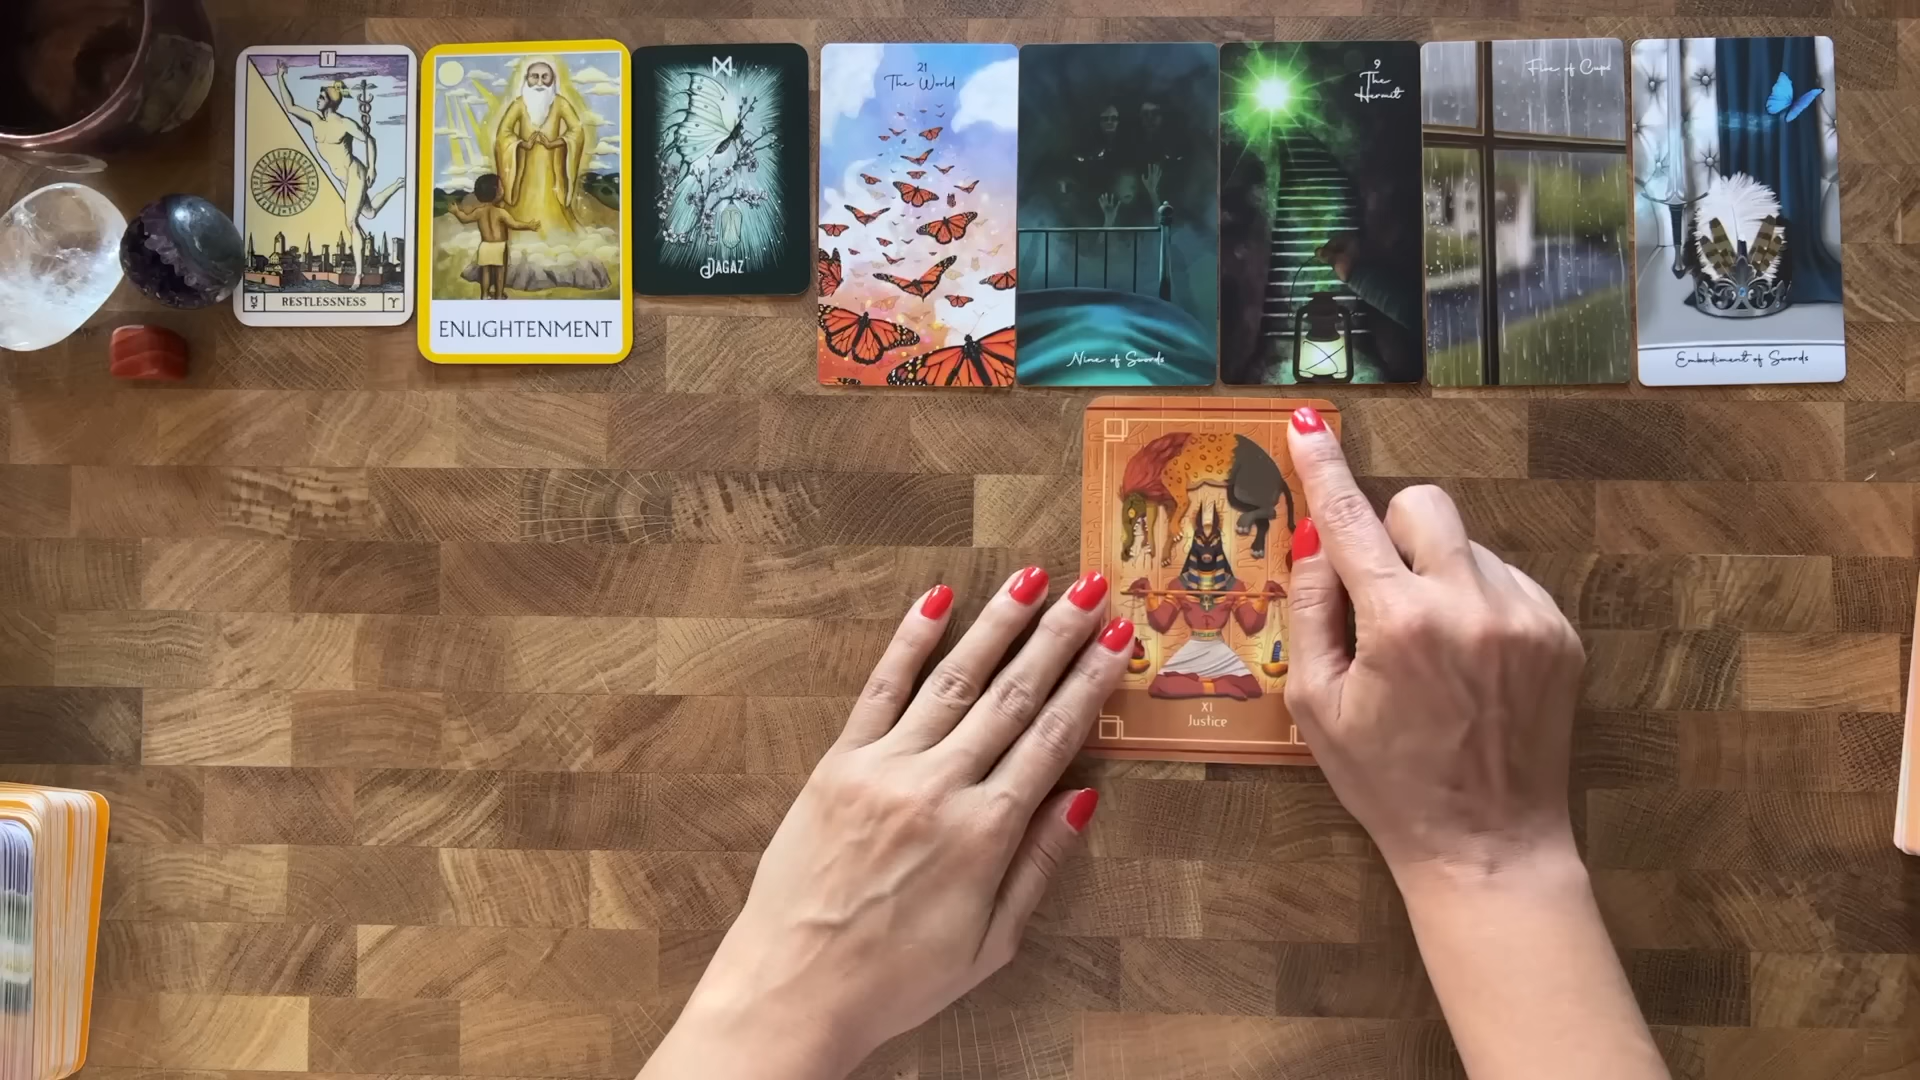 I
RESTLESSNESS
ENLIGHTENMENT
DAGAZ
21
The World
Nine of Swords
9
The
Hermit
Five of Cups
Embodiment of Swords
XI
Justice